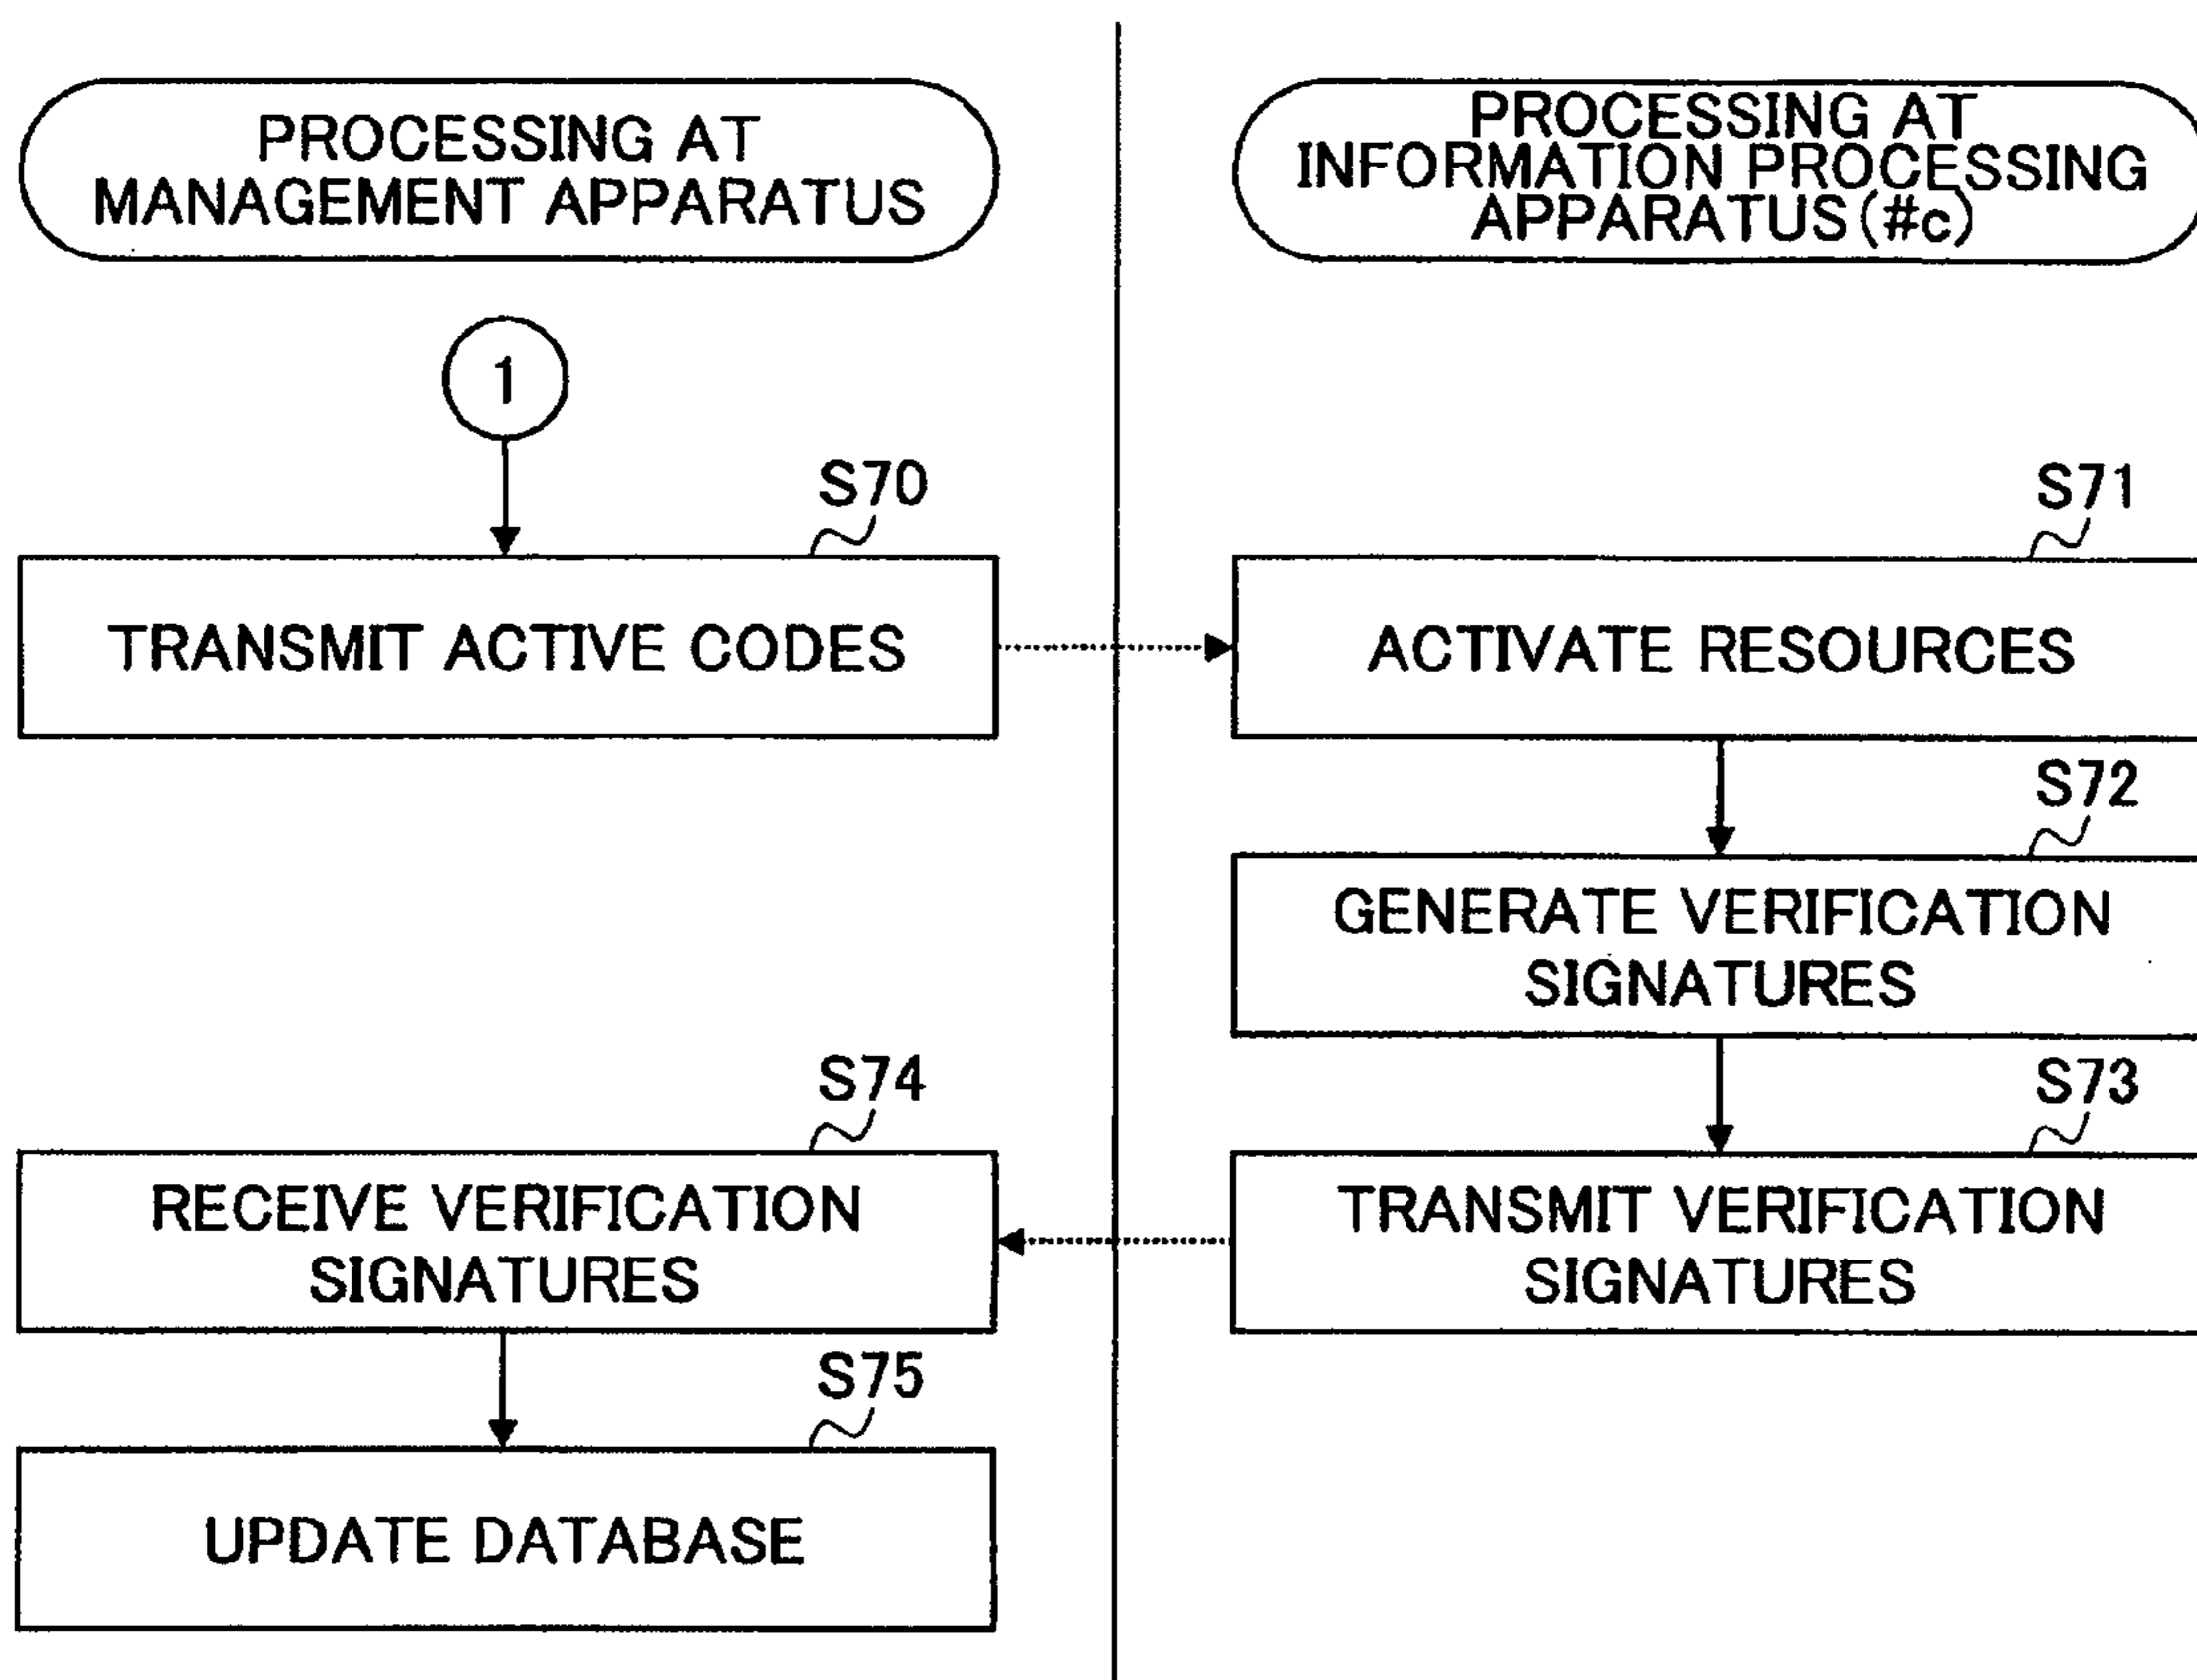 PROCESSING AT
MANAGEMENT APPARATUS
PROCESSING AT
INFORMATION PROCESSING
APPARATUS(#c)
1
S70
TRANSMIT ACTIVE CODES
S71
ACTIVATE RESOURCES
S72
GENERATE VERIFICATION
SIGNATURES
S73
TRANSMIT VERIFICATION
SIGNATURES
S74
RECEIVE VERIFICATION
SIGNATURES
S75
UPDATE DATABASE